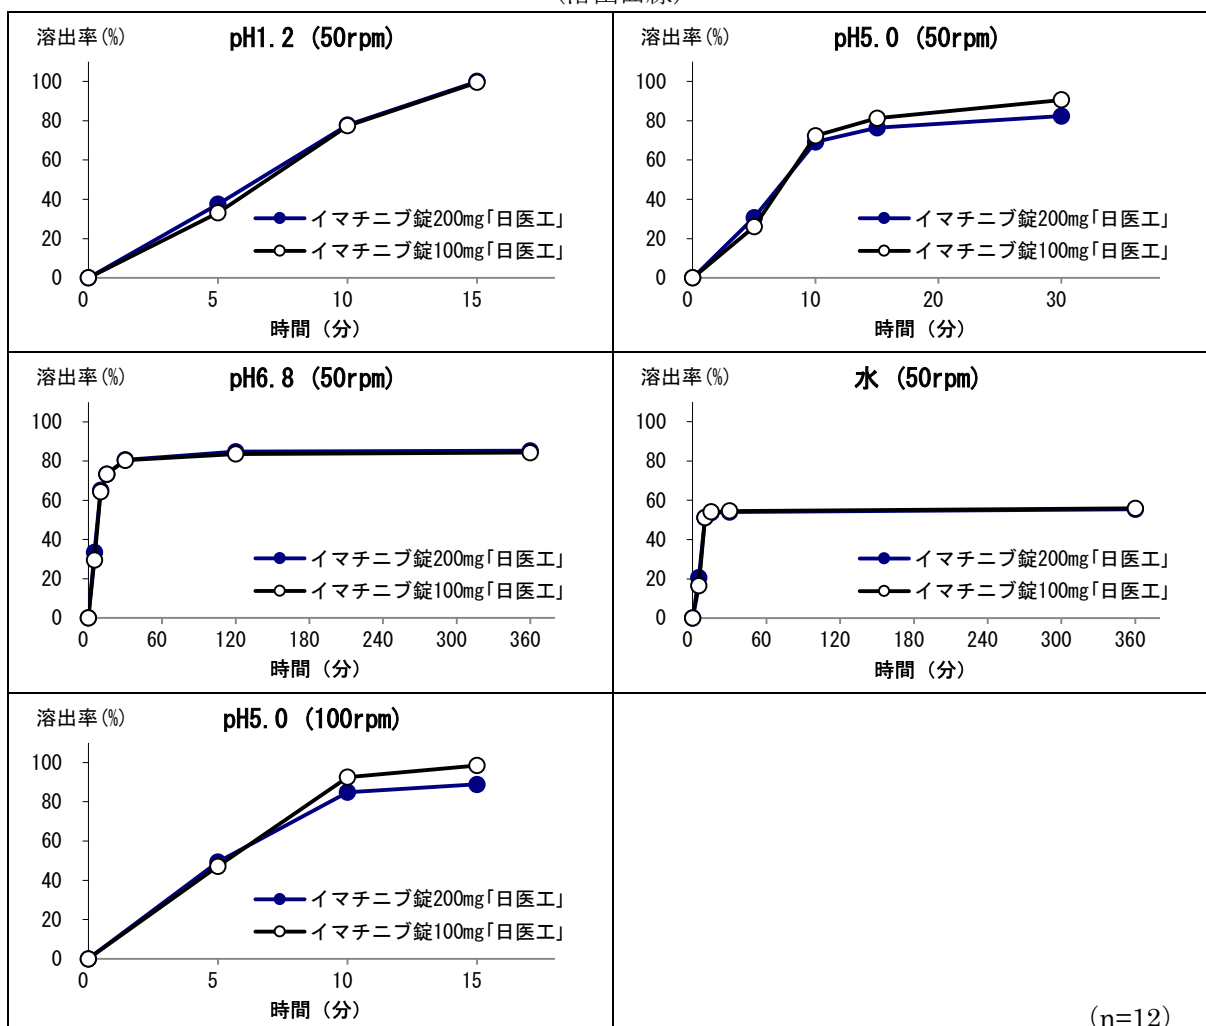 (溶出曲線)
溶出率(%)
pH1.2 (50rpm)
100
80
60
40
20
0
イマチニブ錠200mg「日医工」
イマチニブ錠100mg「日医工」
0 5 10 15
時間 (分)
溶出率(%)
pH5.0 (50rpm)
100
80
60
40
20
0
イマチニブ錠200mg「日医工」
イマチニブ錠100mg「日医工」
0 10 20 30
時間 (分)
溶出率(%)
pH6.8 (50rpm)
100
80
60
40
20
0
イマチニブ錠200mg「日医工」
イマチニブ錠100mg「日医工」
0 60 120 180 240 300 360
時間 (分)
溶出率(%)
水 (50rpm)
100
80
60
40
20
0
イマチニブ錠200mg「日医工」
イマチニブ錠100mg「日医工」
0 60 120 180 240 300 360
時間 (分)
溶出率(%)
pH5.0 (100rpm)
100
80
60
40
20
0
イマチニブ錠200mg「日医工」
イマチニブ錠100mg「日医工」
0 5 10 15
時間 (分)
(n=12)